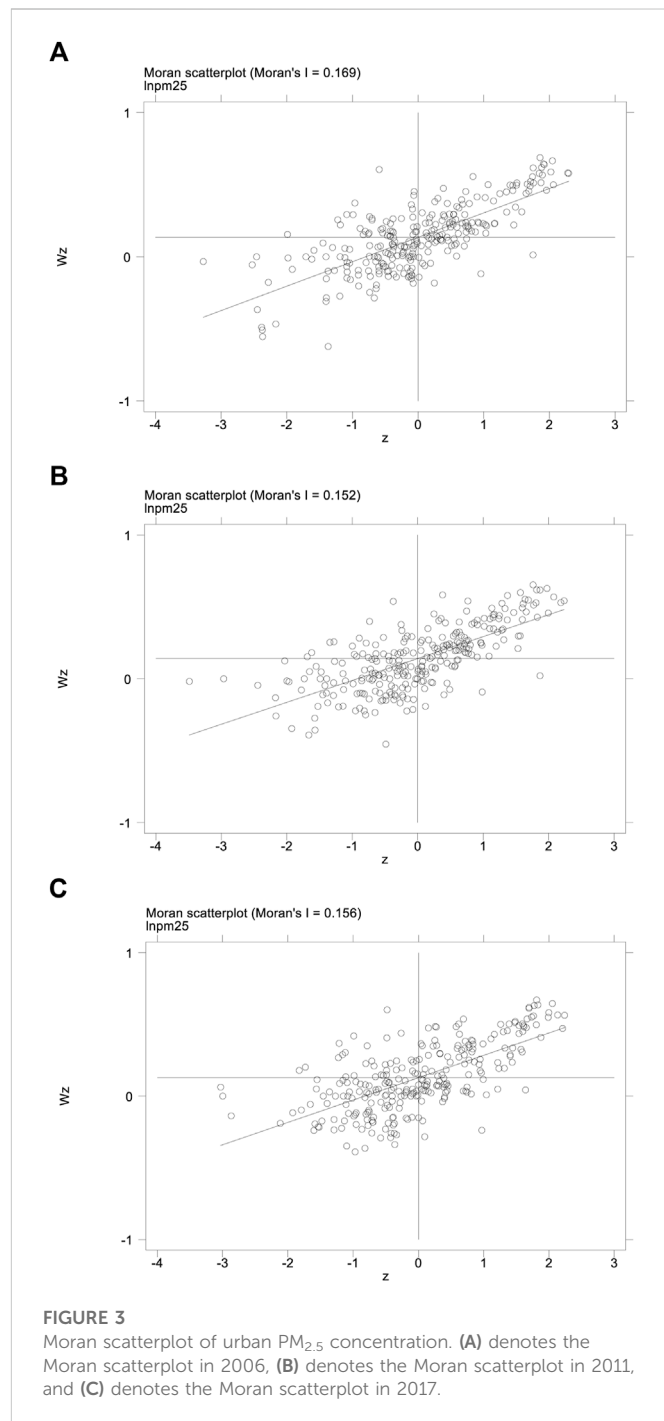 A
Moran scatterplot (Moran's I = 0.169)
lnpm25
1
Wz
0
-1
-4 -3 -2 -1 0 1 2 3
z
B
Moran scatterplot (Moran's I = 0.152)
lnpm25
1
Wz
0
-1
-4 -3 -2 -1 0 1 2 3
z
C
Moran scatterplot (Moran's I = 0.156)
lnpm25
1
Wz
0
-1
-4 -3 -2 -1 0 1 2 3
z
FIGURE 3
Moran scatterplot of urban PM2.5 concentration. (A) denotes the
Moran scatterplot in 2006, (B) denotes the Moran scatterplot in 2011,
and (C) denotes the Moran scatterplot in 2017.